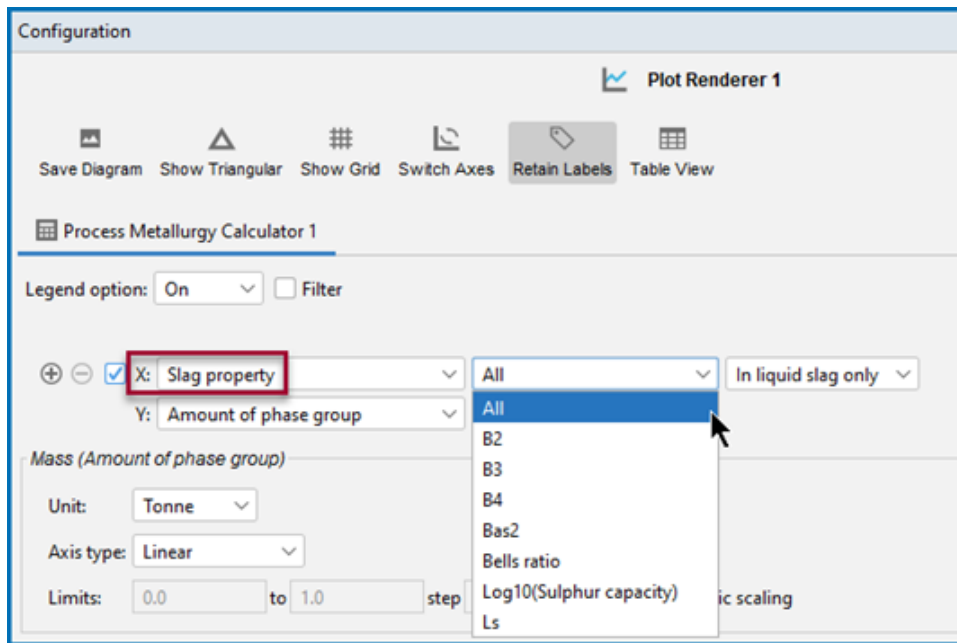 Configuration
Plot Renderer 1
Save Diagram Show Triangular Show Grid Switch Axes Retain Labels Table View
Process Metallurgy Calculator 1
Legend option: On Filter
X: Slag property All In liquid slag only
Y: Amount of phase group All
B2
Mass (Amount of phase group) B3
Unit: Tonne B4
Bas2
Axis type: Linear Bells ratio
Limits: 0.0 to 1.0 step Log10(Sulphur capacity) scaling
Ls